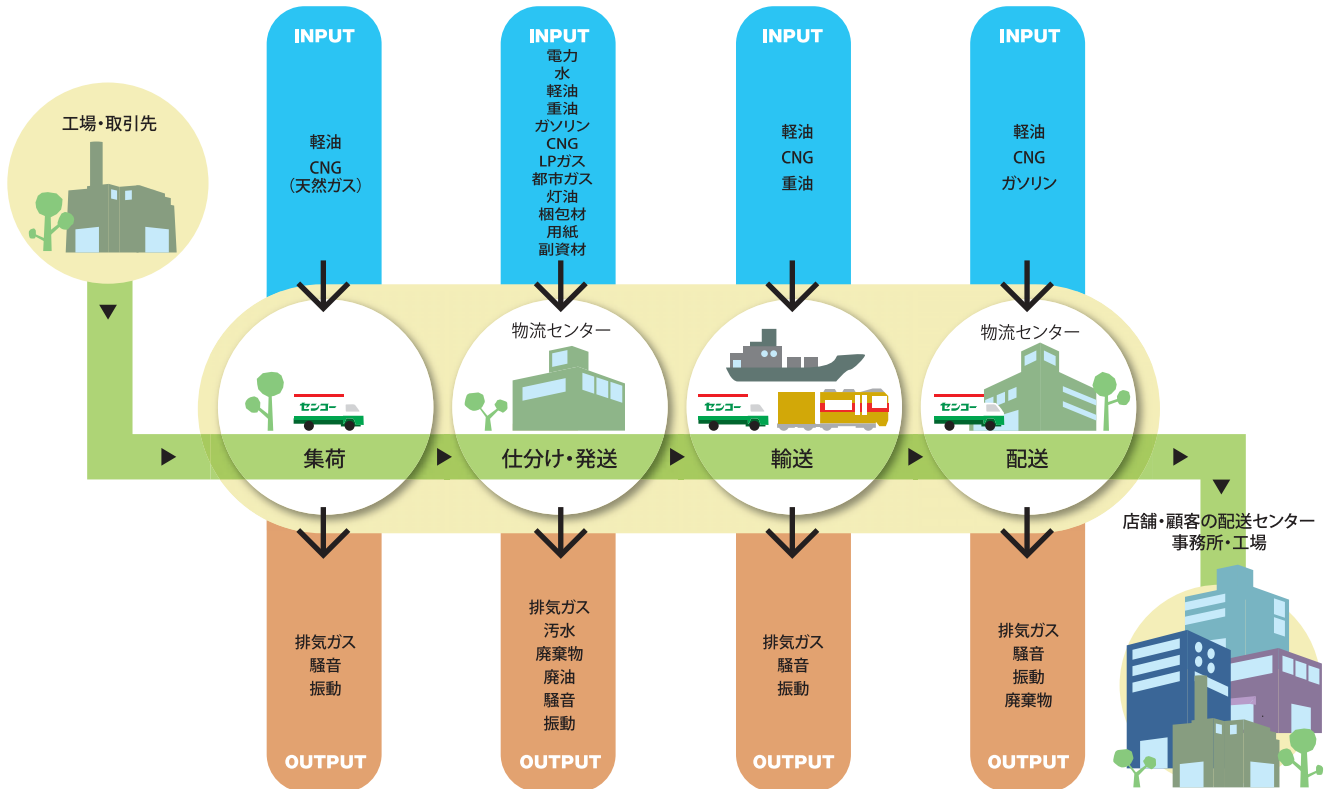 工場・取引先
INPUT
軽油
CNG
（天然ガス）
INPUT
電力
水
軽油
重油
ガソリン
CNG
LPガス
都市ガス
灯油
梱包材
用紙
副資材
INPUT
軽油
CNG
重油
INPUT
軽油
CNG
ガソリン
センコー
集荷
物流センター
仕分け・発送
センコー
輸送
物流センター
センコー
配送
店舗・顧客の配送センター
事務所・工場
排気ガス
騒音
振動
OUTPUT
排気ガス
汚水
廃棄物
廃油
騒音
振動
OUTPUT
排気ガス
騒音
振動
OUTPUT
排気ガス
騒音
振動
廃棄物
OUTPUT